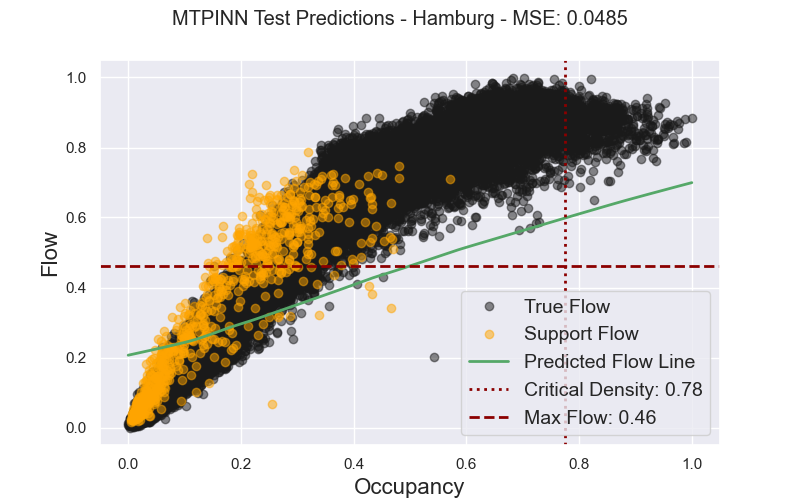 MTPINN Test Predictions - Hamburg - MSE: 0.0485
1.0
0.8
0.6
0.4
0.2
0.0
Flow
True Flow
Support Flow
Predicted Flow Line
Critical Density: 0.78
Max Flow: 0.46
0.0 0.2 0.4 0.6 0.8 1.0
Occupancy